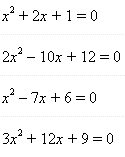 x² + 2x + 1 = 0
2x² − 10x + 12 = 0
x² − 7x + 6 = 0
3x² + 12x + 9 = 0